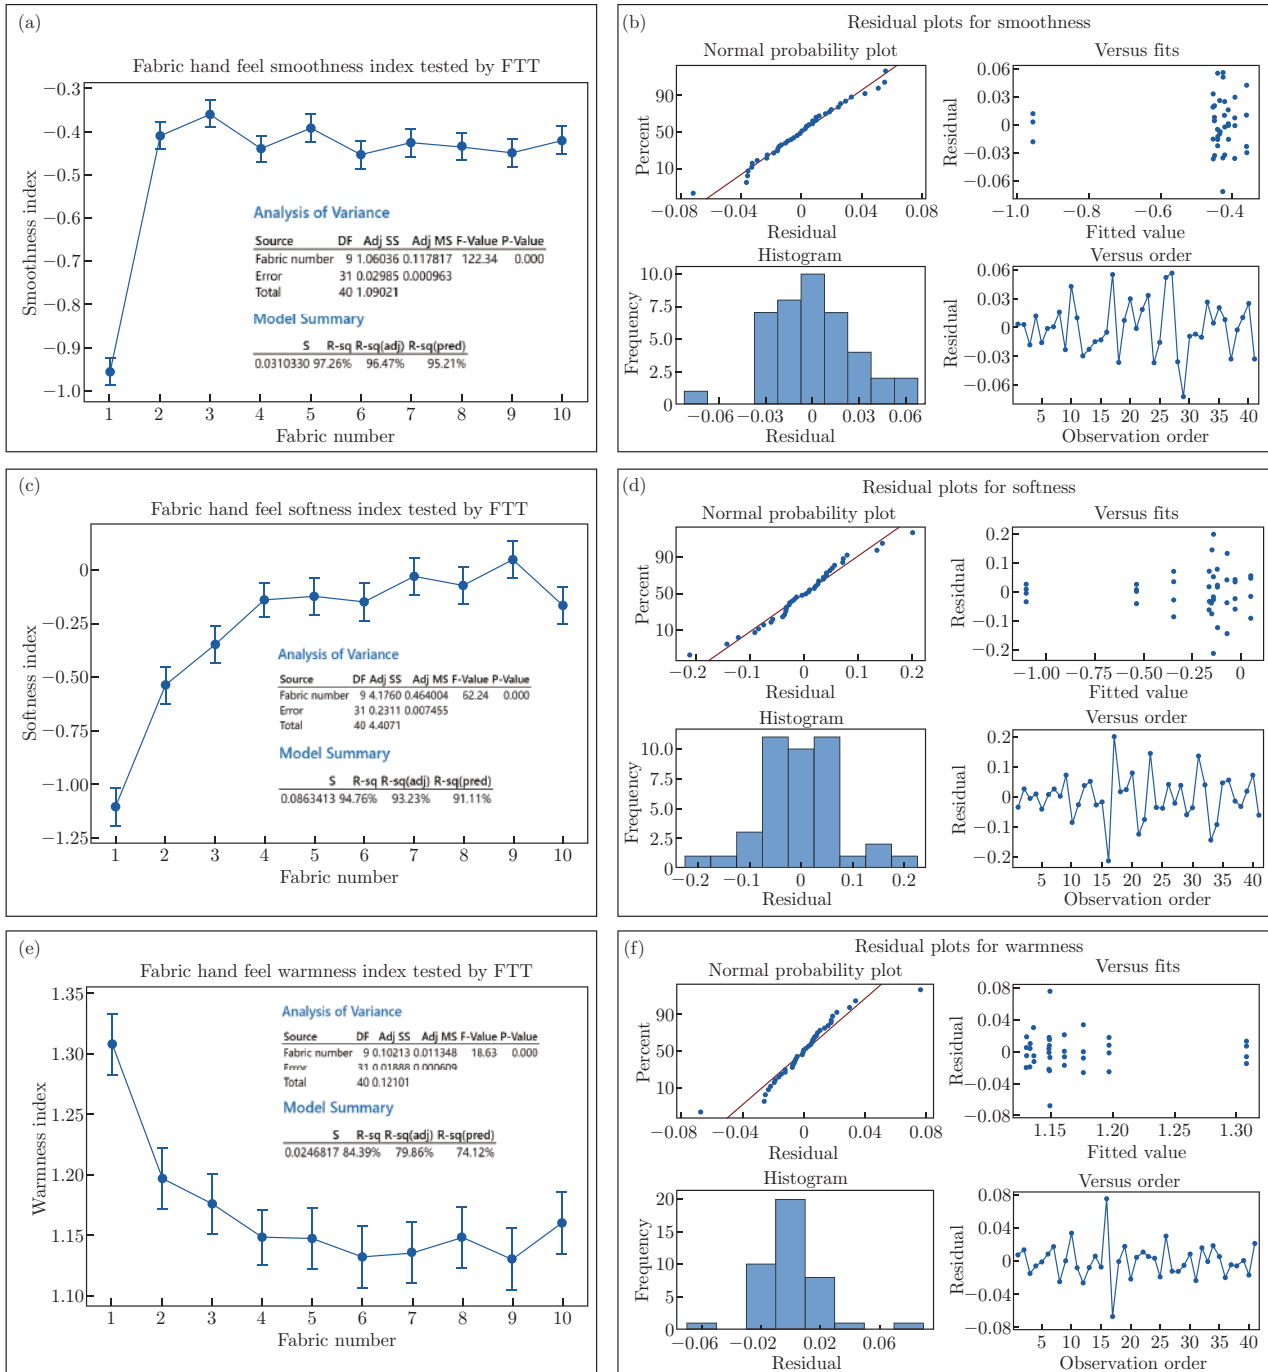 (a)
Fabric hand feel smoothness index tested by FTT
Smoothness index
−0.3
−0.4
−0.5
−0.6
−0.7
−0.8
−0.9
−1.0
Analysis of Variance
Source DF Adj SS Adj MS F-Value P-Value
Fabric number 9 1.06036 0.117817 122.34 0.000
Error 31 0.02985 0.000963
Total 40 1.09021
Model Summary
S R-sq R-sq(adj) R-sq(pred)
0.0310330 97.26% 96.47% 95.21%
1 2 3 4 5 6 7 8 9 10
Fabric number
(b)
Residual plots for smoothness
Normal probability plot
Percent
90
50
10
−0.08 −0.04 0 0.04 0.08
Residual
Versus fits
Residual
0.06
0.03
0
−0.03
−0.06
−1.0 −0.8 −0.6 −0.4
Fitted value
Histogram
Frequency
10.0
7.5
5.0
2.5
0
−0.06 −0.03 0 0.03 0.06
Residual
Versus order
Residual
0.06
0.03
0
−0.03
−0.06
5 10 15 20 25 30 35 40
Observation order
(c)
Fabric hand feel softness index tested by FTT
Softness index
0
−0.25
−0.50
−0.75
−1.00
−1.25
Analysis of Variance
Source DF Adj SS Adj MS F-Value P-Value
Fabric number 9 4.1760 0.464004 62.24 0.000
Error 31 0.2311 0.007455
Total 40 4.4071
Model Summary
S R-sq R-sq(adj) R-sq(pred)
0.0863413 94.76% 93.23% 91.11%
1 2 3 4 5 6 7 8 9 10
Fabric number
(d)
Residual plots for softness
Normal probability plot
Percent
90
50
10
−0.2 −0.1 0 0.1 0.2
Residual
Versus fits
Residual
0.2
0.1
0
−0.1
−0.2
−1.00 −0.75 −0.50 −0.25 0
Fitted value
Histogram
Frequency
10.0
7.5
5.0
2.5
0
−0.2 −0.1 0 0.1 0.2
Residual
Versus order
Residual
0.2
0.1
0
−0.1
−0.2
5 10 15 20 25 30 35 40
Observation order
(e)
Fabric hand feel warmness index tested by FTT
Warmness index
1.35
1.30
1.25
1.20
1.15
1.10
Analysis of Variance
Source DF Adj SS Adj MS F-Value P-Value
Fabric number 9 0.10213 0.011348 18.63 0.000
Error 31 0.01888 0.000609
Total 40 0.12101
Model Summary
S R-sq R-sq(adj) R-sq(pred)
0.0246817 84.39% 79.86% 74.12%
1 2 3 4 5 6 7 8 9 10
Fabric number
(f)
Residual plots for warmness
Normal probability plot
Percent
90
50
10
−0.08 −0.04 0 0.04 0.08
Residual
Versus fits
Residual
0.08
0.04
0
−0.04
−0.08
1.15 1.20 1.25 1.30
Fitted value
Histogram
Frequency
20
15
10
5
0
−0.06 −0.02 0.02 0.06
Residual
Versus order
Residual
0.08
0.04
0
−0.04
−0.08
5 10 15 20 25 30 35 40
Observation order